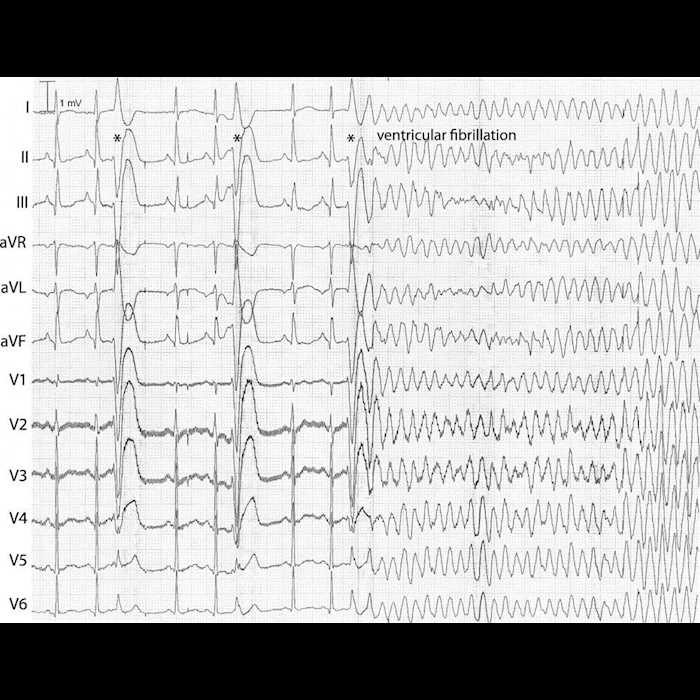 I
1 mV
* * * ventricular fibrillation
II
III
aVR
aVL
aVF
V1
V2
V3
V4
V5
V6